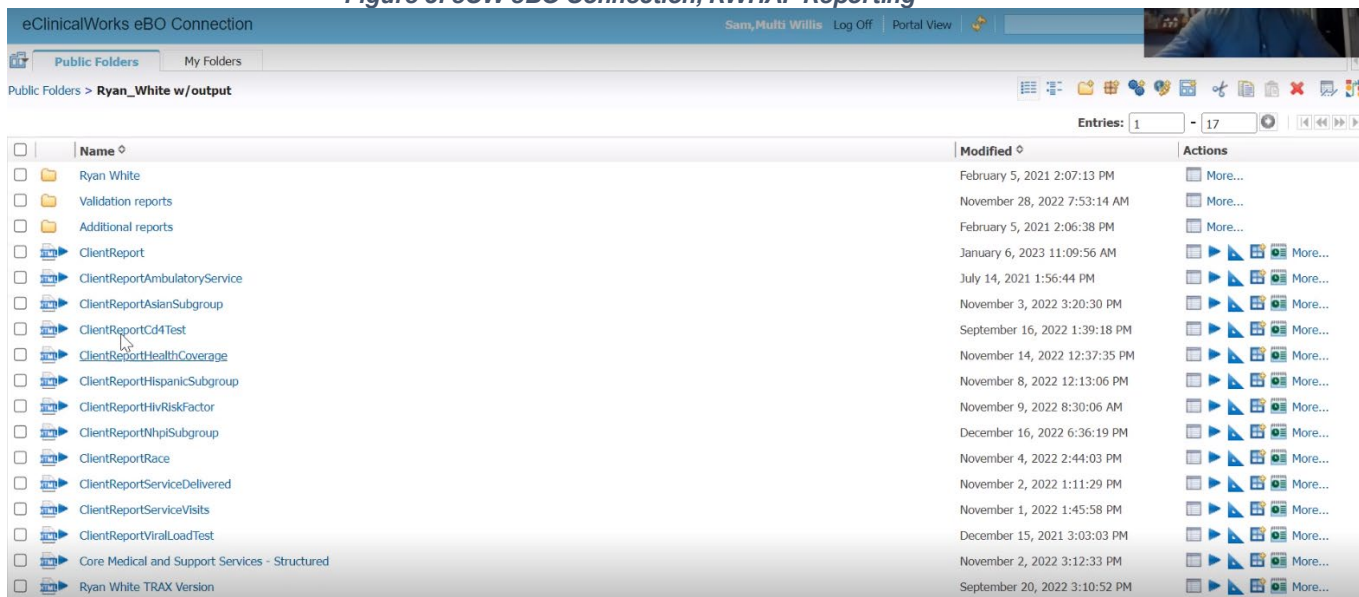 Figure 3: eCW eBO Connection, RWHAP Reporting
eClinicalWorks eBO Connection Sam,Multi Willis Log Off Portal View
Public Folders My Folders
Public Folders > Ryan_White w/output
Entries: 1 - 17
Name Modified Actions
Ryan White February 5, 2021 2:07:13 PM More...
Validation reports November 28, 2022 7:53:14 AM More...
Additional reports February 5, 2021 2:06:38 PM More...
ClientReport January 6, 2023 11:09:56 AM More...
ClientReportAmbulatoryService July 14, 2021 1:56:44 PM More...
ClientReportAsianSubgroup November 3, 2022 3:20:30 PM More...
ClientReportCd4Test September 16, 2022 1:39:18 PM More...
ClientReportHealthCoverage November 14, 2022 12:37:35 PM More...
ClientReportHispanicSubgroup November 8, 2022 12:13:06 PM More...
ClientReportHivRiskFactor November 9, 2022 8:30:06 AM More...
ClientReportNhpiSubgroup December 16, 2022 6:36:19 PM More...
ClientReportRace November 4, 2022 2:44:03 PM More...
ClientReportServiceDelivered November 2, 2022 1:11:29 PM More...
ClientReportServiceVisits November 1, 2022 1:45:58 PM More...
ClientReportViralLoadTest December 15, 2021 3:03:03 PM More...
Core Medical and Support Services - Structured November 2, 2022 3:12:33 PM More...
Ryan White TRAX Version September 20, 2022 3:10:52 PM More...